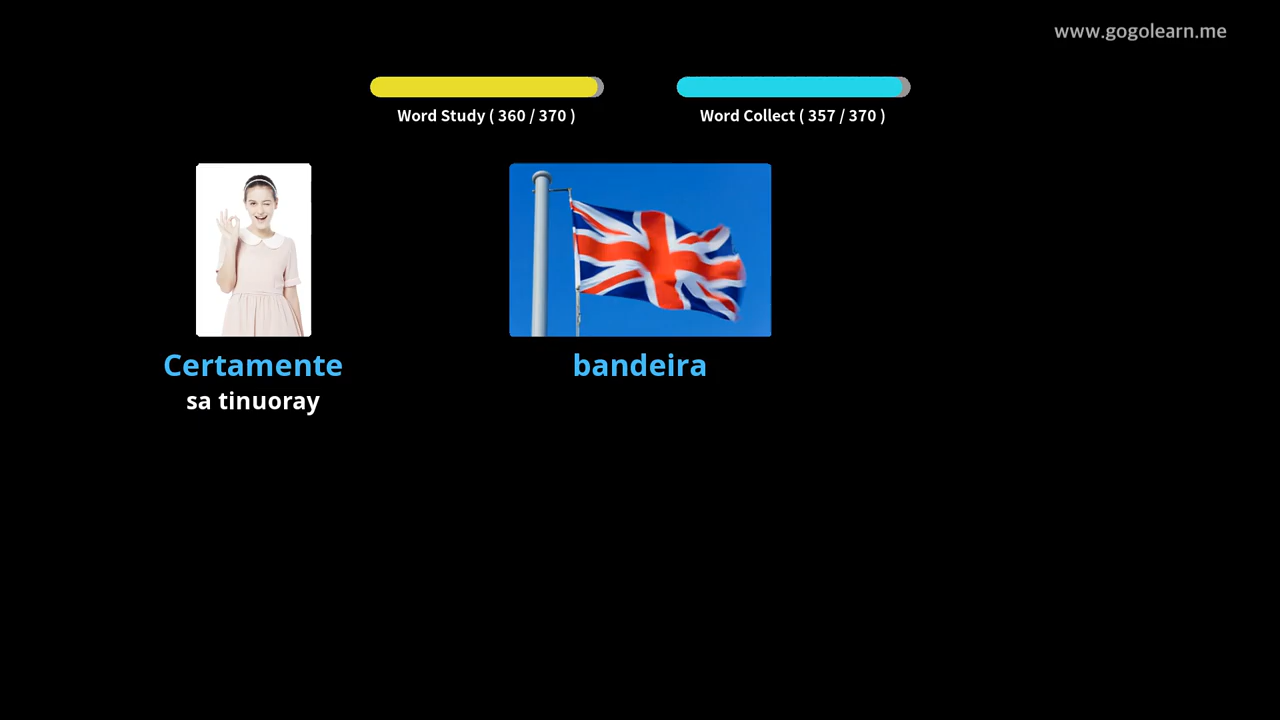 www.gogolearn.me
Word Study ( 360 / 370 )
Word Collect ( 357 / 370 )
Certamente
sa tinuoray
bandeira